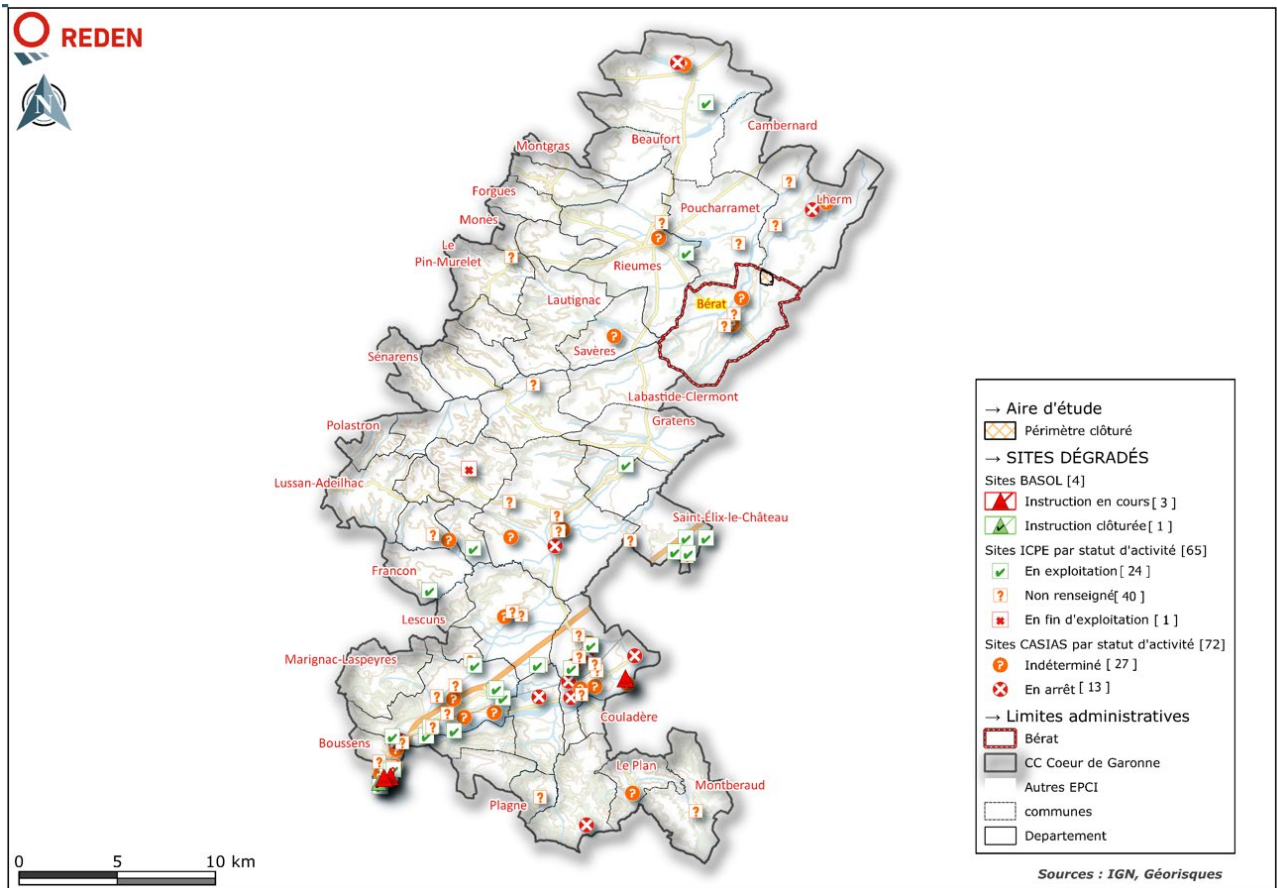 REDEN
N
Cambernard
Beaufort
Montgras
Forgues
Lherm
Poucharramet
Mones
Le
Pin-Murelet
Rieumes
Lautignac
Bérat
Savères
Sénarens
Labastide-Clermont
Gratens
Polastron
Lussan-Adeilhac
Saint-Élix-le-Château
Francon
Lescuns
Marignac-Laspeyres
Couladère
Boussens
Le Plan
Montberaud
Plagne
→ Aire d'étude
Périmètre clôturé
→ SITES DÉGRADÉS
Sites BASOL [4]
Instruction en cours [ 3 ]
Instruction clôturée [ 1 ]
Sites ICPE par statut d'activité [65]
En exploitation [ 24 ]
Non renseigné[ 40 ]
En fin d'exploitation [ 1 ]
Sites CASIAS par statut d'activité [72]
Indéterminé [ 27 ]
En arrêt [ 13 ]
→ Limites administratives
Bérat
CC Coeur de Garonne
Autres EPCI
communes
Departement
0 5 10 km
Sources : IGN, Géorisques